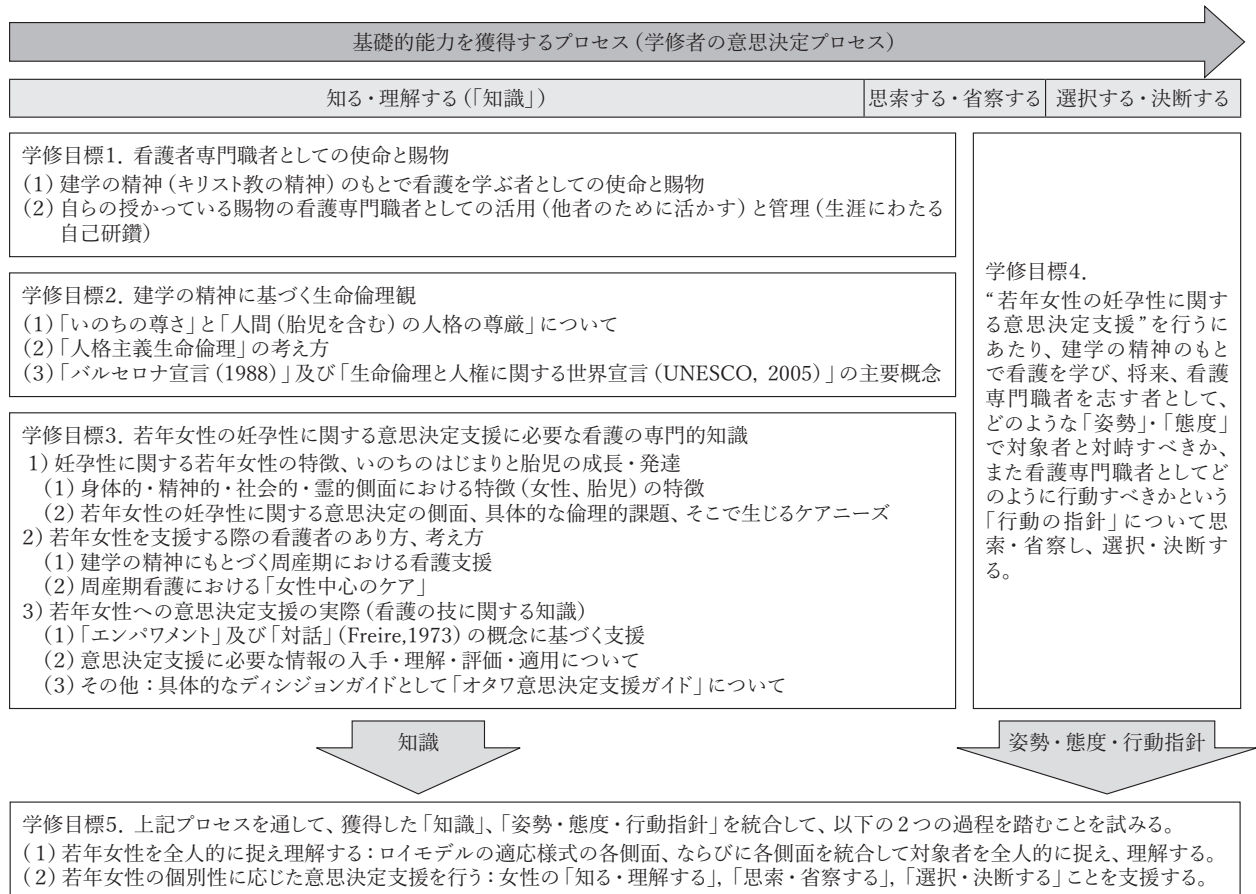 基礎的能力を獲得するプロセス（学修者の意思決定プロセス）
知る・理解する（「知識」）
思索する・省察する
選択する・決断する
学修目標1．看護者専門職者としての使命と賜物
（1）建学の精神（キリスト教の精神）のもとで看護を学ぶ者としての使命と賜物
（2）自らの授かっている賜物の看護専門職者としての活用（他者のために活かす）と管理（生涯にわたる
自己研鑽）
学修目標2．建学の精神に基づく生命倫理観
（1）「いのちの尊さ」と「人間（胎児を含む）の人格の尊厳」について
（2）「人格主義生命倫理」の考え方
（3）「バルセロナ宣言（1988）」及び「生命倫理と人権に関する世界宣言（UNESCO，2005）」の主要概念
学修目標3．若年女性の妊孕性に関する意思決定支援に必要な看護の専門的知識
1）妊孕性に関する若年女性の特徴、いのちのはじまりと胎児の成長・発達
（1）身体的・精神的・社会的・霊的側面における特徴（女性、胎児）の特徴
（2）若年女性の妊孕性に関する意思決定の側面、具体的な倫理的課題、そこで生じるケアニーズ
2）若年女性を支援する際の看護者のあり方、考え方
（1）建学の精神にもとづく周産期における看護支援
（2）周産期看護における「女性中心のケア」
3）若年女性への意思決定支援の実際（看護の技に関する知識）
（1）「エンパワメント」及び「対話」（Freire,1973）の概念に基づく支援
（2）意思決定支援に必要な情報の入手・理解・評価・適用について
（3）その他：具体的なディシジョンガイドとして「オタワ意思決定支援ガイド」について
学修目標4．
“若年女性の妊孕性に関す
る意思決定支援”を行うに
あたり、建学の精神のもと
で看護を学び、将来、看護
専門職者を志す者として、
どのような「姿勢」・「態度」
で対象者と対峙すべきか、
また看護専門職者としてど
のように行動すべきかという
「行動の指針」について思
索・省察し、選択・決断す
る。
知識
姿勢・態度・行動指針
学修目標5．上記プロセスを通して、獲得した「知識」、「姿勢・態度・行動指針」を統合して、以下の2つの過程を踏むことを試みる。
（1）若年女性を全人的に捉え理解する：ロイモデルの適応様式の各側面、ならびに各側面を統合して対象者を全人的に捉え、理解する。
（2）若年女性の個別性に応じた意思決定支援を行う：女性の「知る・理解する」，「思索・省察する」，「選択・決断する」ことを支援する。